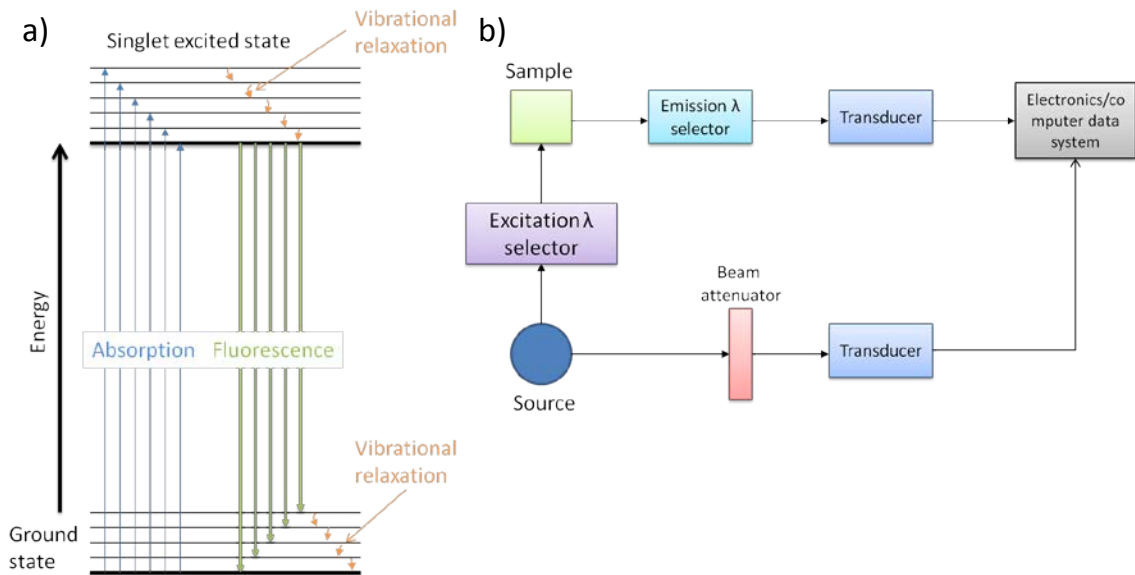 a)
Singlet excited state
Vibrational
relaxation
Energy
Absorption
Fluorescence
Vibrational
relaxation
Ground
state
b)
Sample
Emission λ
selector
Transducer
Electronics/co
mputer data
system
Excitation λ
selector
Beam
attenuator
Transducer
Source